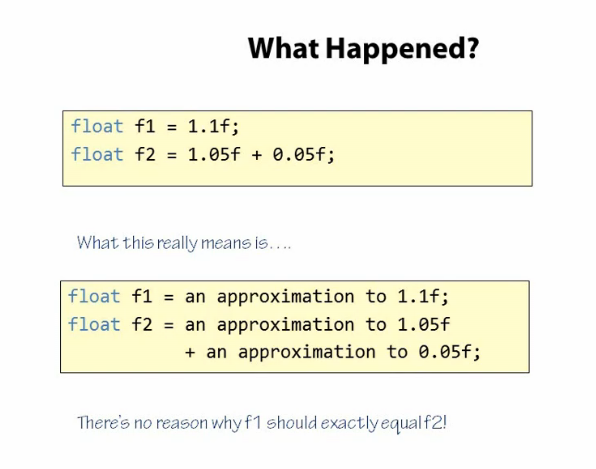 What Happened?
float f1 = 1.1f;
float f2 = 1.05f + 0.05f;
What this really means is....
float f1 = an approximation to 1.1f;
float f2 = an approximation to 1.05f
+ an approximation to 0.05f;
There's no reason why f1 should exactly equal f2!